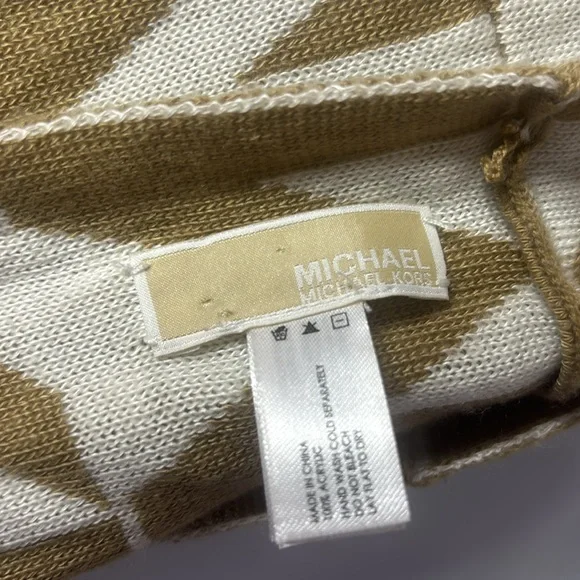 MICHAEL
MICHAEL KORS
MADE IN CHINA
100% ACRYLIC
HAND WASH COLD SEPARATELY
DO NOT BLEACH
LAY FLAT TO DRY